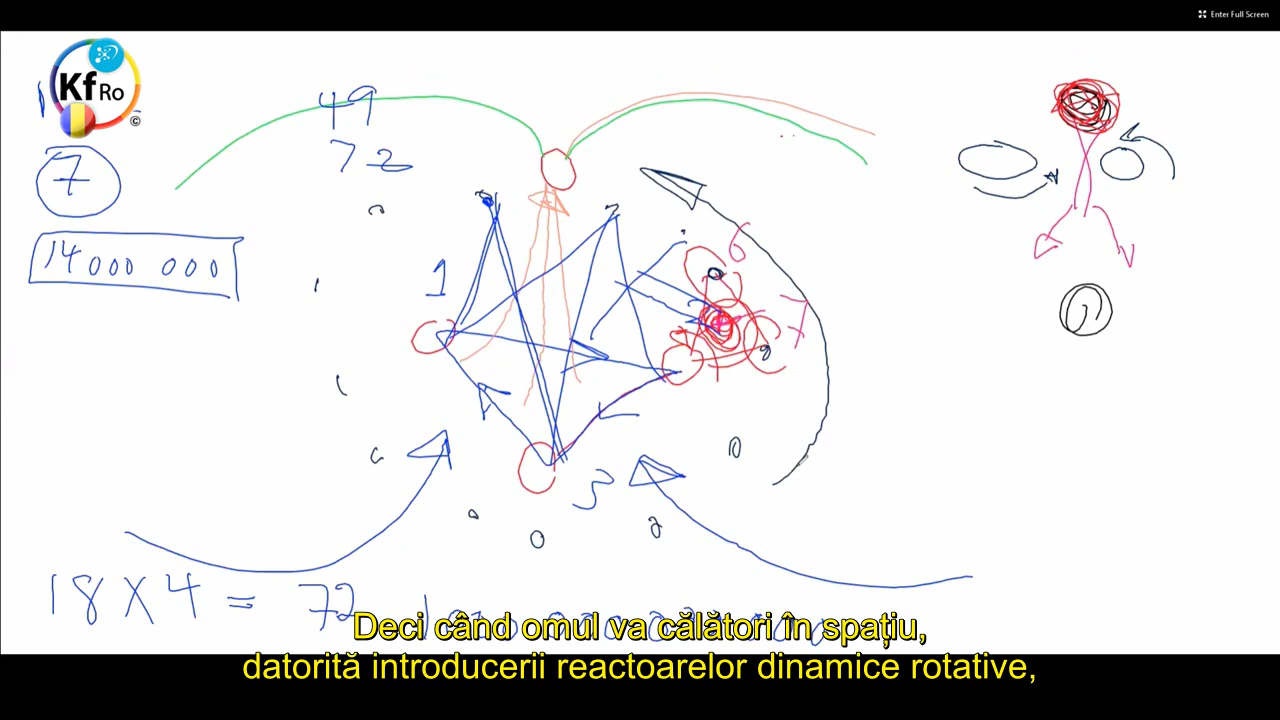 Enter Full Screen
Kf Ro
©
49
72
7
14 000 000
1
6
7
3
18 X 4 = 72
Deci când omul va călători în spațiu,
datorită introducerii reactoarelor dinamice rotative,